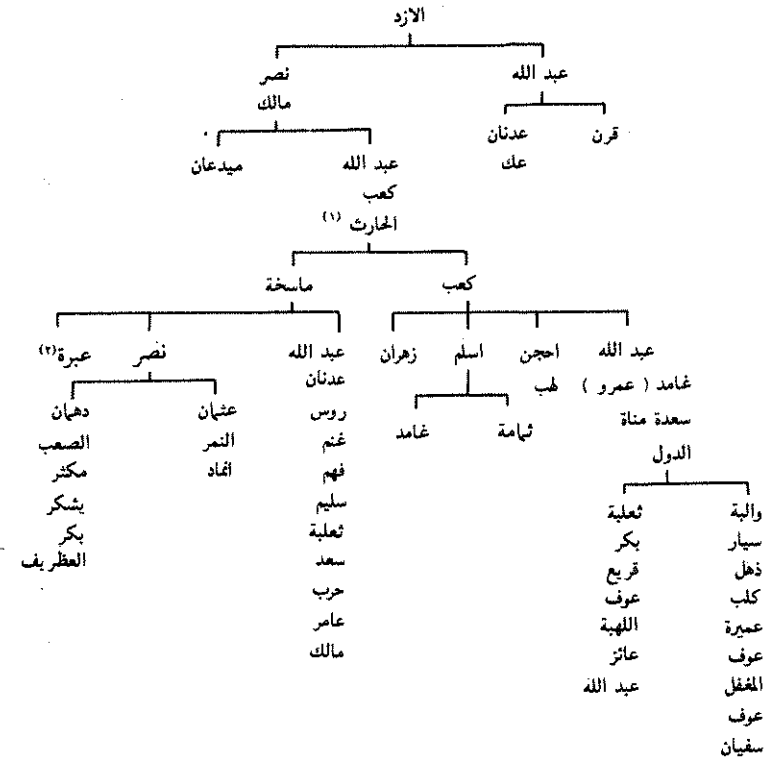 الازد
عبد الله
نصر
مالك
قرن
عدنان
عك
عبد الله
كعب
الحارث (١)
ميدعان
كعب
ماسخة
عبد الله
غامد ( عمرو )
سعدة مناة
الدول
احجن
لهب
اسلم
زهران
ثمامة
غامد
والبة
سيار
ذهل
كلب
عميرة
عوف
المغفل
عوف
سفيان
ثعلبة
بكر
قريع
عوف
اللهبة
عائز
عبد الله
عبد الله
عدنان
روس
غنم
فهم
سليم
ثعلبة
سعد
حرب
عامر
مالك
نصر
عبرة (٢)
عثمان
النمر
انماد
دهمان
الصعب
مكثر
يشكر
بكر
العظريف